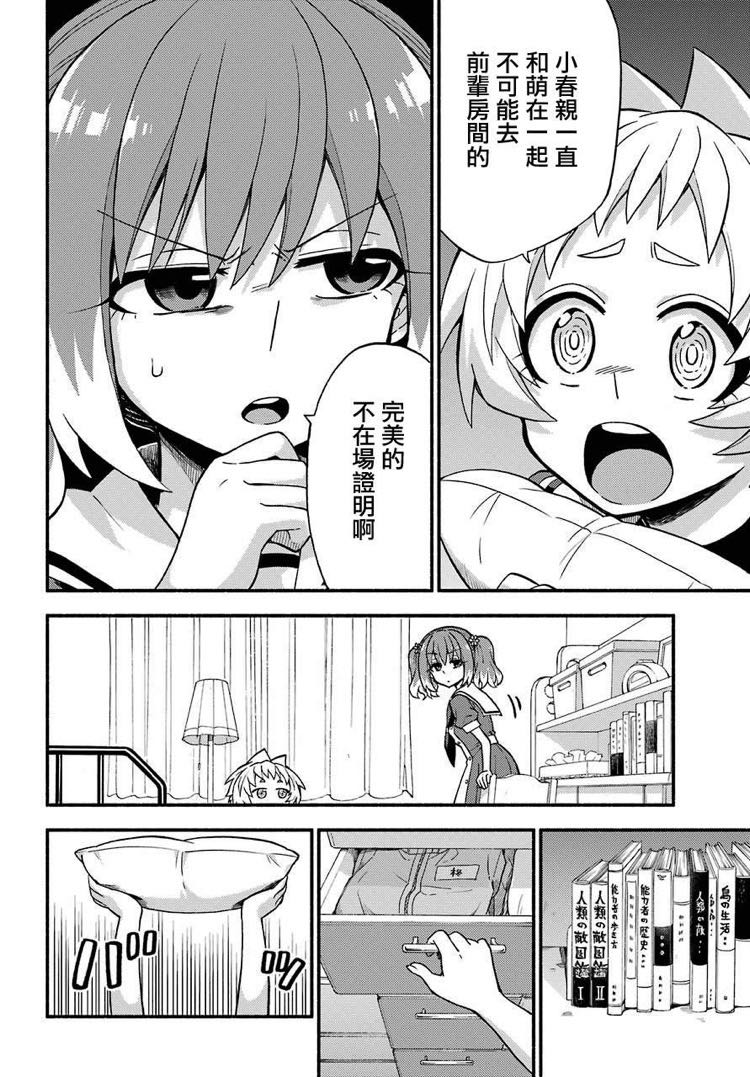 小春親一直
和萌在一起
不可能去
前輩房間的
完美的
不在場證明啊
島の生活
人類の敵
能力者の歴史
能力者の歩き方
人類の敵図鑑 II
人類の敵図鑑 I